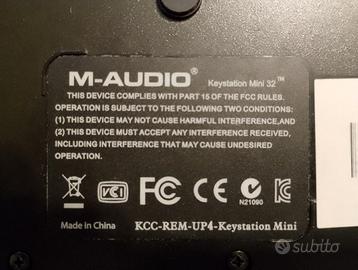 M-AUDIO® Keystation Mini 32™
THIS DEVICE COMPLIES WITH PART 15 OF THE FCC RULES.
OPERATION IS SUBJECT TO THE FOLLOWING TWO CONDITIONS:
(1) THIS DEVICE MAY NOT CAUSE HARMFUL INTERFERENCE,AND
(2) THIS DEVICE MUST ACCEPT ANY INTERFERENCE RECEIVED,
INCLUDING INTERFERENCE THAT MAY CAUSE UNDESIRED
OPERATION.
VCI FC CE N21090
Made in China KCC-REM-UP4-Keystation Mini
subito